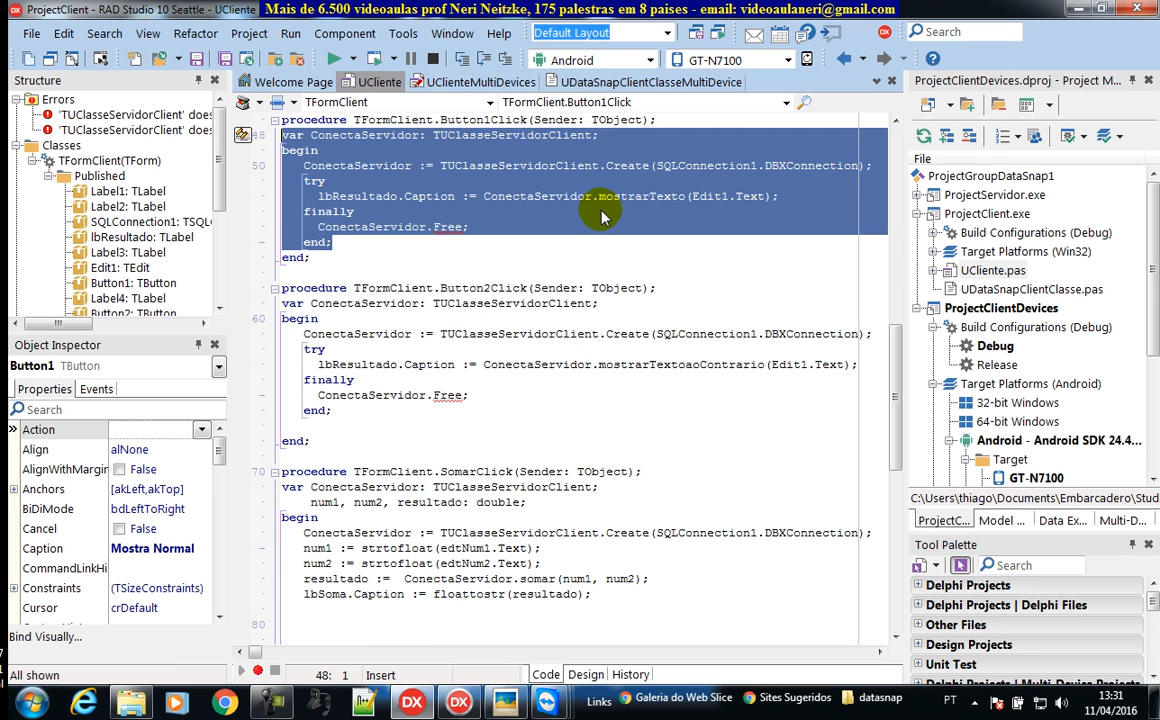 ProjectClient - RAD Studio 10 Seattle - UCliente
Mais de 6.500 videoaulas prof Neri Neitzke, 175 palestras em 8 paises - email: videoaulaneri@gmail.com
File Edit Search View Refactor Project Run Component Tools Window Help
Default Layout
Search
Android
GT-N7100
Structure
Errors
'TUClasseServidorClient' does
'TUClasseServidorClient' does
Classes
TFormClient(TForm)
Published
Label1: TLabel
Label2: TLabel
SQLConnection1: TSQL
lbResultado: TLabel
Label3: TLabel
Edit1: TEdit
Button1: TButton
Label4: TLabel
Button2: TButton
Object Inspector
Button1 TButton
Properties Events
Search
Action
Align alNone
AlignWithMargin False
Anchors [akLeft,akTop]
BiDiMode bdLeftToRight
Cancel False
Caption Mostra Normal
CommandLinkHi
Constraints (TSizeConstraints)
Cursor crDefault
Bind Visually...
All shown
Welcome Page UCliente UClienteMultiDevices UDataSnapClientClasseMultiDevice
TFormClient TFormClient.Button1Click
procedure TFormClient.Button1Click(Sender: TObject);
48 var ConectaServidor: TUClasseServidorClient;
begin
50 ConectaServidor := TUClasseServidorClient.Create(SQLConnection1.DBXConnection);
try
lbResultado.Caption := ConectaServidor.mostrarTexto(Edit1.Text);
finally
ConectaServidor.Free;
end;
end;
procedure TFormClient.Button2Click(Sender: TObject);
var ConectaServidor: TUClasseServidorClient;
60 begin
ConectaServidor := TUClasseServidorClient.Create(SQLConnection1.DBXConnection);
try
lbResultado.Caption := ConectaServidor.mostrarTextoaoContrario(Edit1.Text);
finally
ConectaServidor.Free;
end;
end;
70 procedure TFormClient.SomarClick(Sender: TObject);
var ConectaServidor: TUClasseServidorClient;
num1, num2, resultado: double;
begin
ConectaServidor := TUClasseServidorClient.Create(SQLConnection1.DBXConnection);
num1 := strtofloat(edtNum1.Text);
num2 := strtofloat(edtNum2.Text);
resultado := ConectaServidor.somar(num1, num2);
lbSoma.Caption := floattostr(resultado);
80
48: 1 Insert
Code Design History
ProjectClientDevices.dproj - Project M...
File
ProjectGroupDataSnap1
ProjectServidor.exe
ProjectClient.exe
Build Configurations (Debug)
Target Platforms (Win32)
UCliente.pas
UDataSnapClientClasse.pas
ProjectClientDevices
Build Configurations (Debug)
Debug
Release
Target Platforms (Android)
32-bit Windows
64-bit Windows
Android - Android SDK 24.4...
Target
GT-N7100
C:\Users\thiago\Documents\Embarcadero\Stud
ProjectC... Model ... Data Ex... Multi-D...
Tool Palette
Search
Delphi Projects
Delphi Projects | Delphi Files
Other Files
Design Projects
Unit Test
Delphi Projects | Multi-Device Projects
Links Galeria do Web Slice Sites Sugeridos datasnap
PT
13:31
11/04/2016